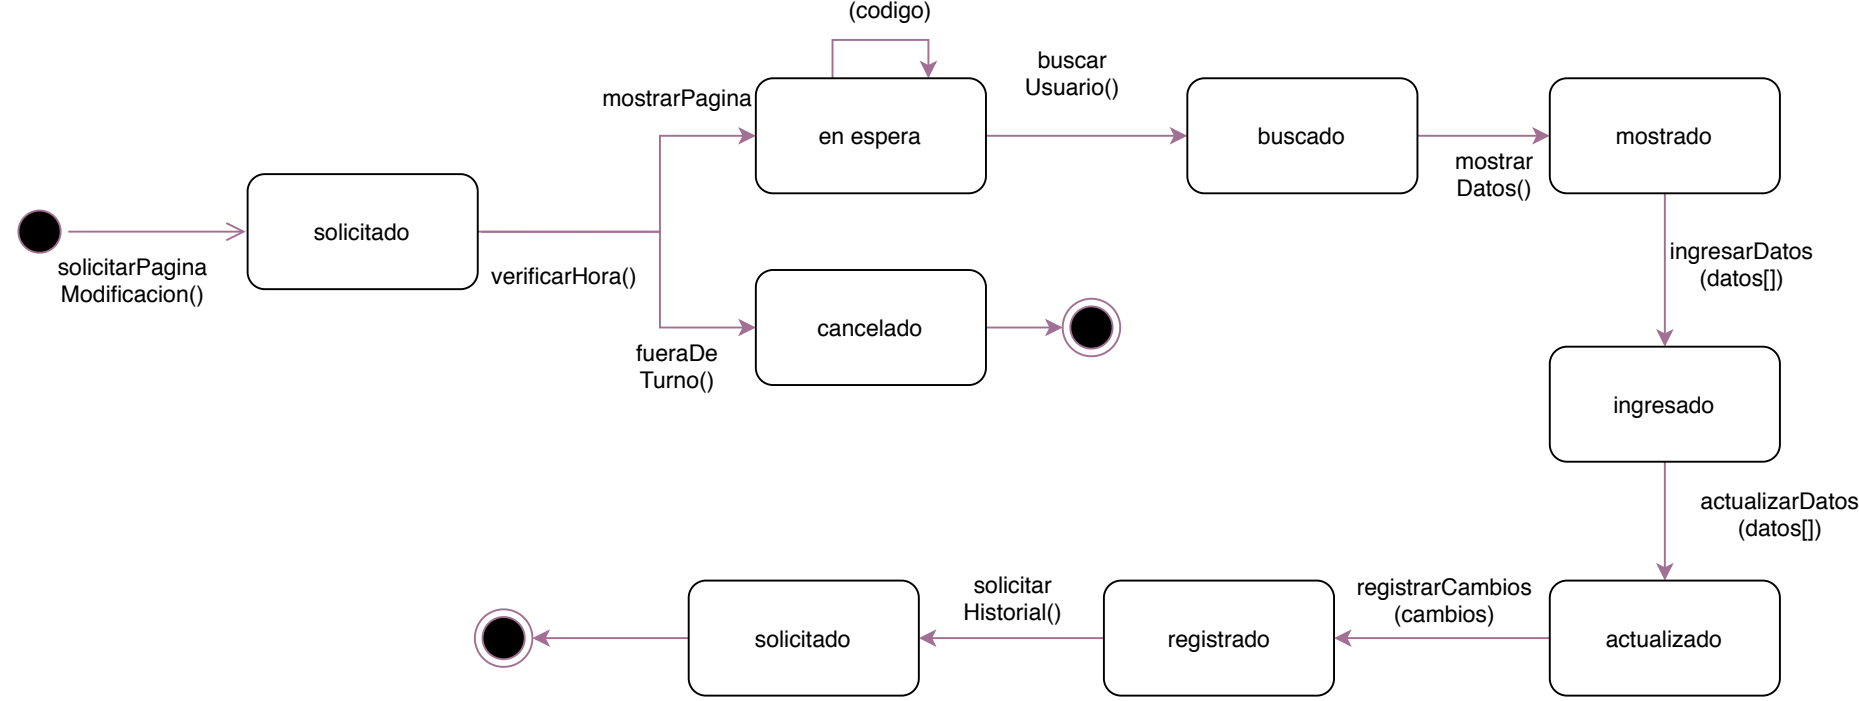 (codigo)
buscar
Usuario()
mostrarPagina
en espera
buscado
mostrado
mostrar
Datos()
solicitado
solicitarPagina
Modificacion()
verificarHora()
ingresarDatos
(datos[])
cancelado
fueraDe
Turno()
ingresado
actualizarDatos
(datos[])
solicitar
Historial()
registrarCambios
(cambios)
solicitado
registrado
actualizado